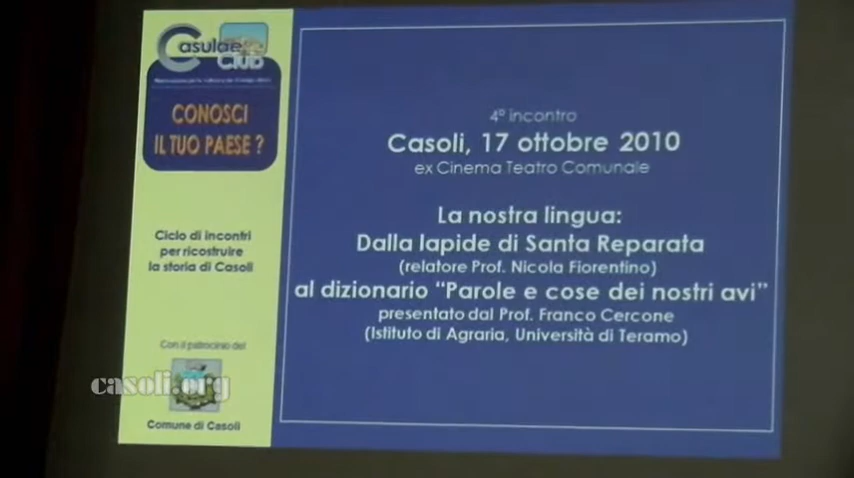 Casulae
Club
CONOSCI
IL TUO PAESE ?
Ciclo di incontri
per ricostruire
la storia di Casoli
Con il patrocinio del
casoli.org
Comune di Casoli
4° incontro
Casoli, 17 ottobre 2010
ex Cinema Teatro Comunale
La nostra lingua:
Dalla lapide di Santa Reparata
(relatore Prof. Nicola Fiorentino)
al dizionario “Parole e cose dei nostri avi”
presentato dal Prof. Franco Cercone
(Istituto di Agraria, Università di Teramo)